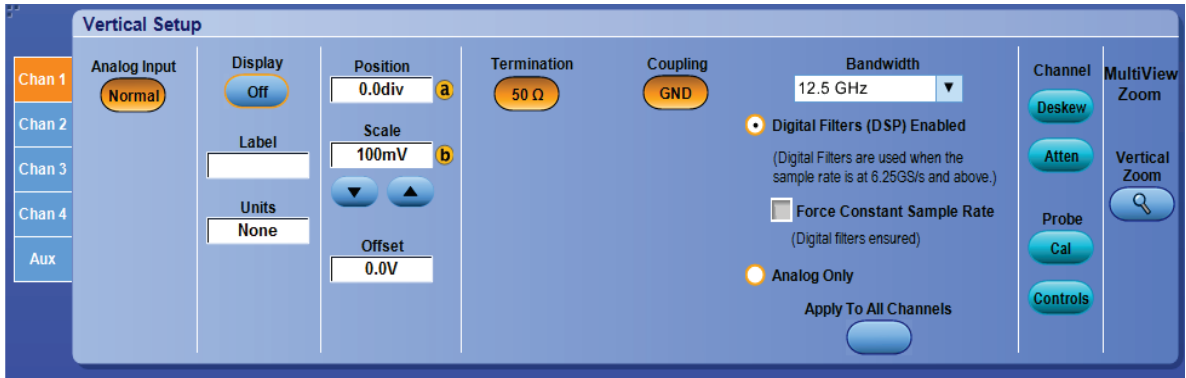 Vertical Setup
Chan 1
Chan 2
Chan 3
Chan 4
Aux
Analog Input
Normal
Display
Off
Label
Units
None
Position
0.0div
a
Scale
100mV
b
Offset
0.0V
Termination
50 Ω
Coupling
GND
Bandwidth
12.5 GHz
Digital Filters (DSP) Enabled
(Digital Filters are used when the
sample rate is at 6.25GS/s and above.)
Force Constant Sample Rate
(Digital filters ensured)
Analog Only
Apply To All Channels
Channel
Deskew
Atten
Probe
Cal
Controls
MultiView
Zoom
Vertical
Zoom